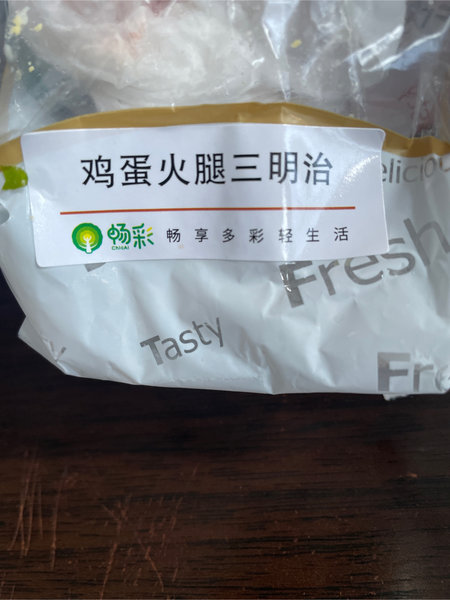 鸡蛋火腿三明治
畅彩 畅享多彩轻生活
Fresh
Tasty